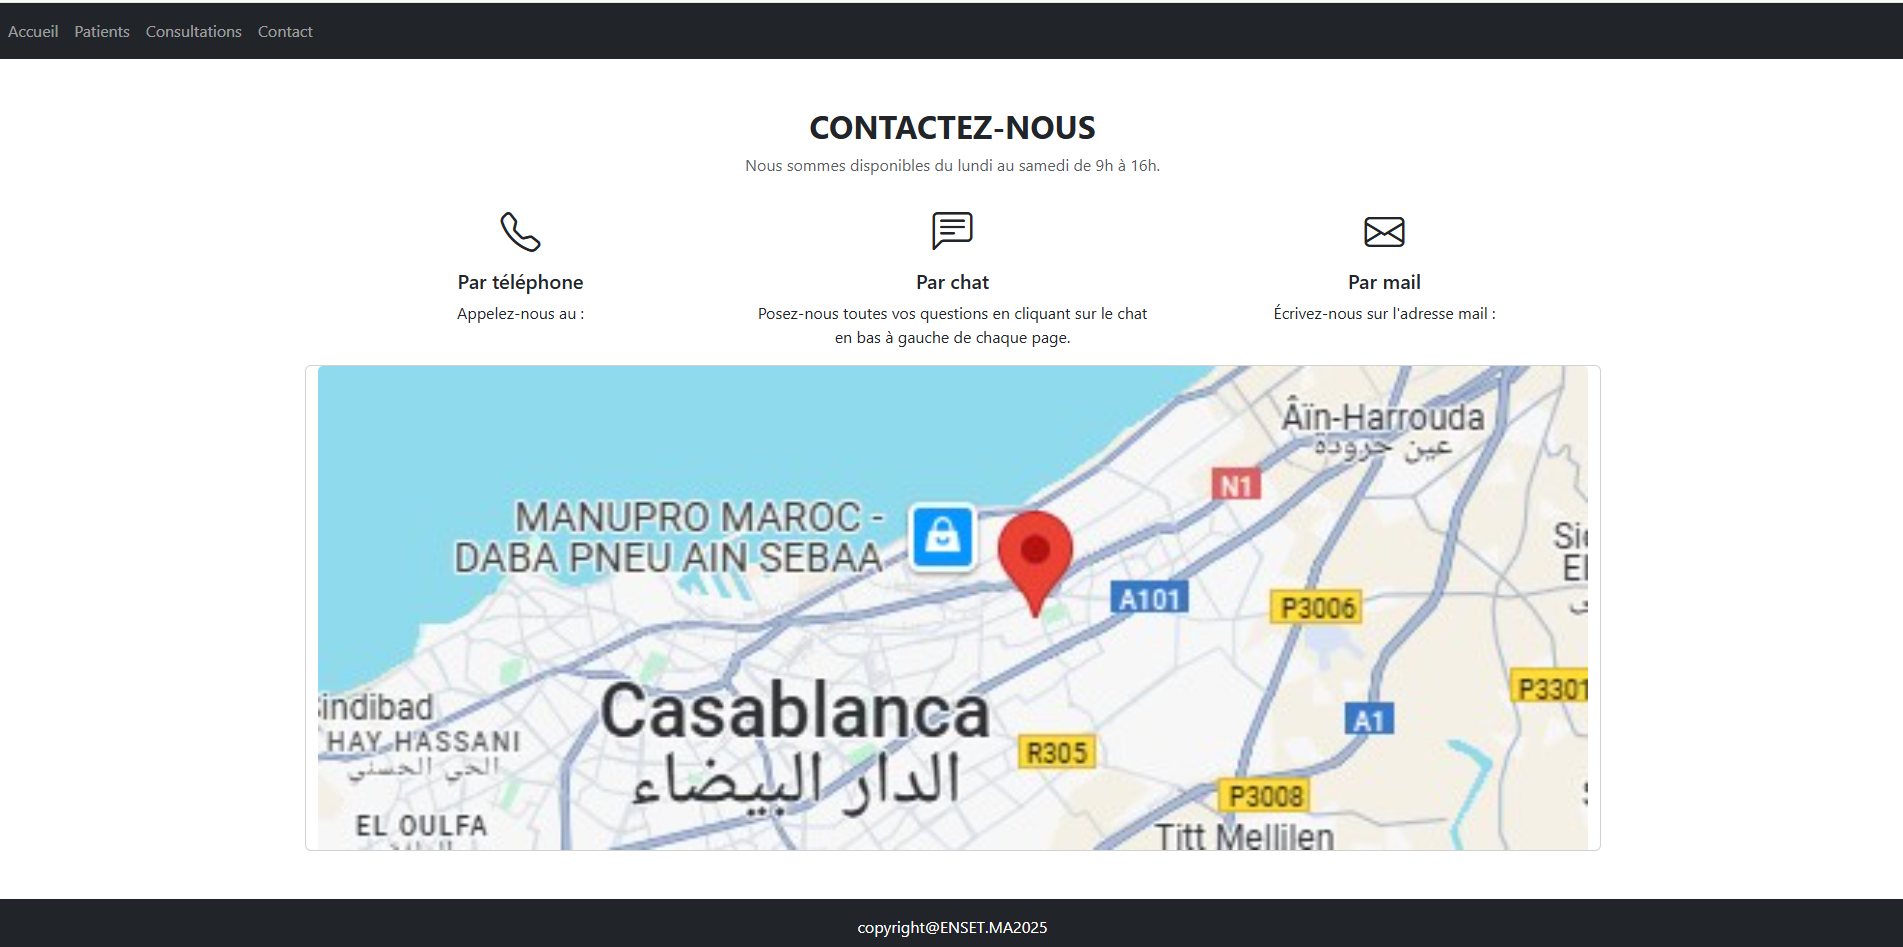 Accueil Patients Consultations Contact
CONTACTEZ-NOUS
Nous sommes disponibles du lundi au samedi de 9h à 16h.
Par téléphone
Appelez-nous au :
Par chat
Posez-nous toutes vos questions en cliquant sur le chat
en bas à gauche de chaque page.
Par mail
Écrivez-nous sur l'adresse mail :
Âïn-Harrouda
عين حرودة
N1
MANUPRO MAROC -
DABA PNEU AIN SEBAA
A101
P3006
P3301
Casablanca
الدار البيضاء
indibad
HAY HASSANI
الحي الحسني
R305
A1
P3008
EL OULFA
Titt Mellilen
copyright@ENSET.MA2025